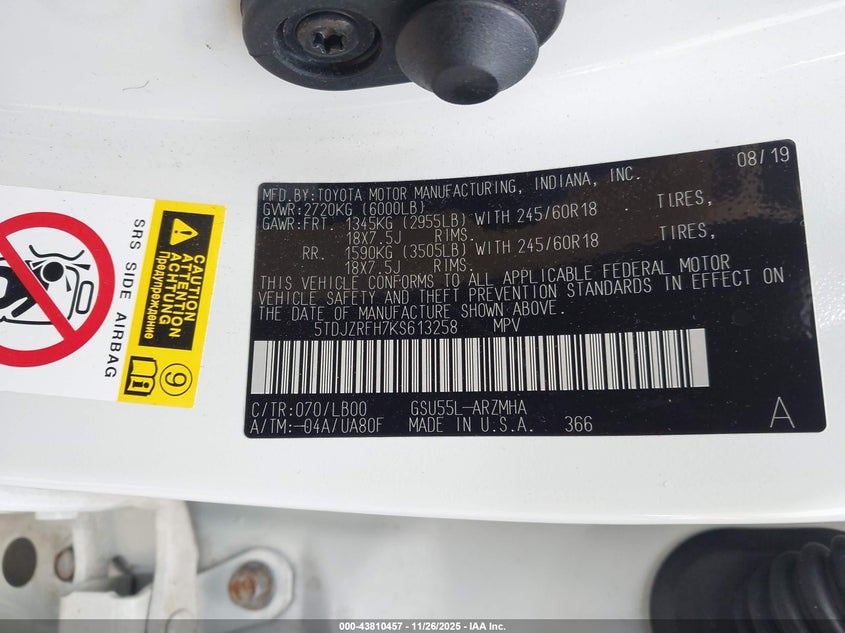 08/19
MFD.BY:TOYOTA MOTOR MANUFACTURING, INDIANA, INC.
GVWR:2720KG (6000LB)
GAWR:FRT. 1345KG (2955LB) WITH 245/60R18 TIRES,
18X7.5J RIMS.
RR. 1590KG (3505LB) WITH 245/60R18 TIRES,
18X7.5J RIMS.
THIS VEHICLE CONFORMS TO ALL APPLICABLE FEDERAL MOTOR
VEHICLE SAFETY AND THEFT PREVENTION STANDARDS IN EFFECT ON
THE DATE OF MANUFACTURE SHOWN ABOVE.
5TDJZRFH7KS613258 MPV
C/TR:070/LB00 GSU55L-ARZMHA
A/TM:-04A/UA80F MADE IN U.S.A. 366
A
SRS SIDE AIRBAG
CAUTION
ATTENTION
ACHTUNG
Предупреждение
9
000-43810457 - 11/26/2025 - IAA Inc.